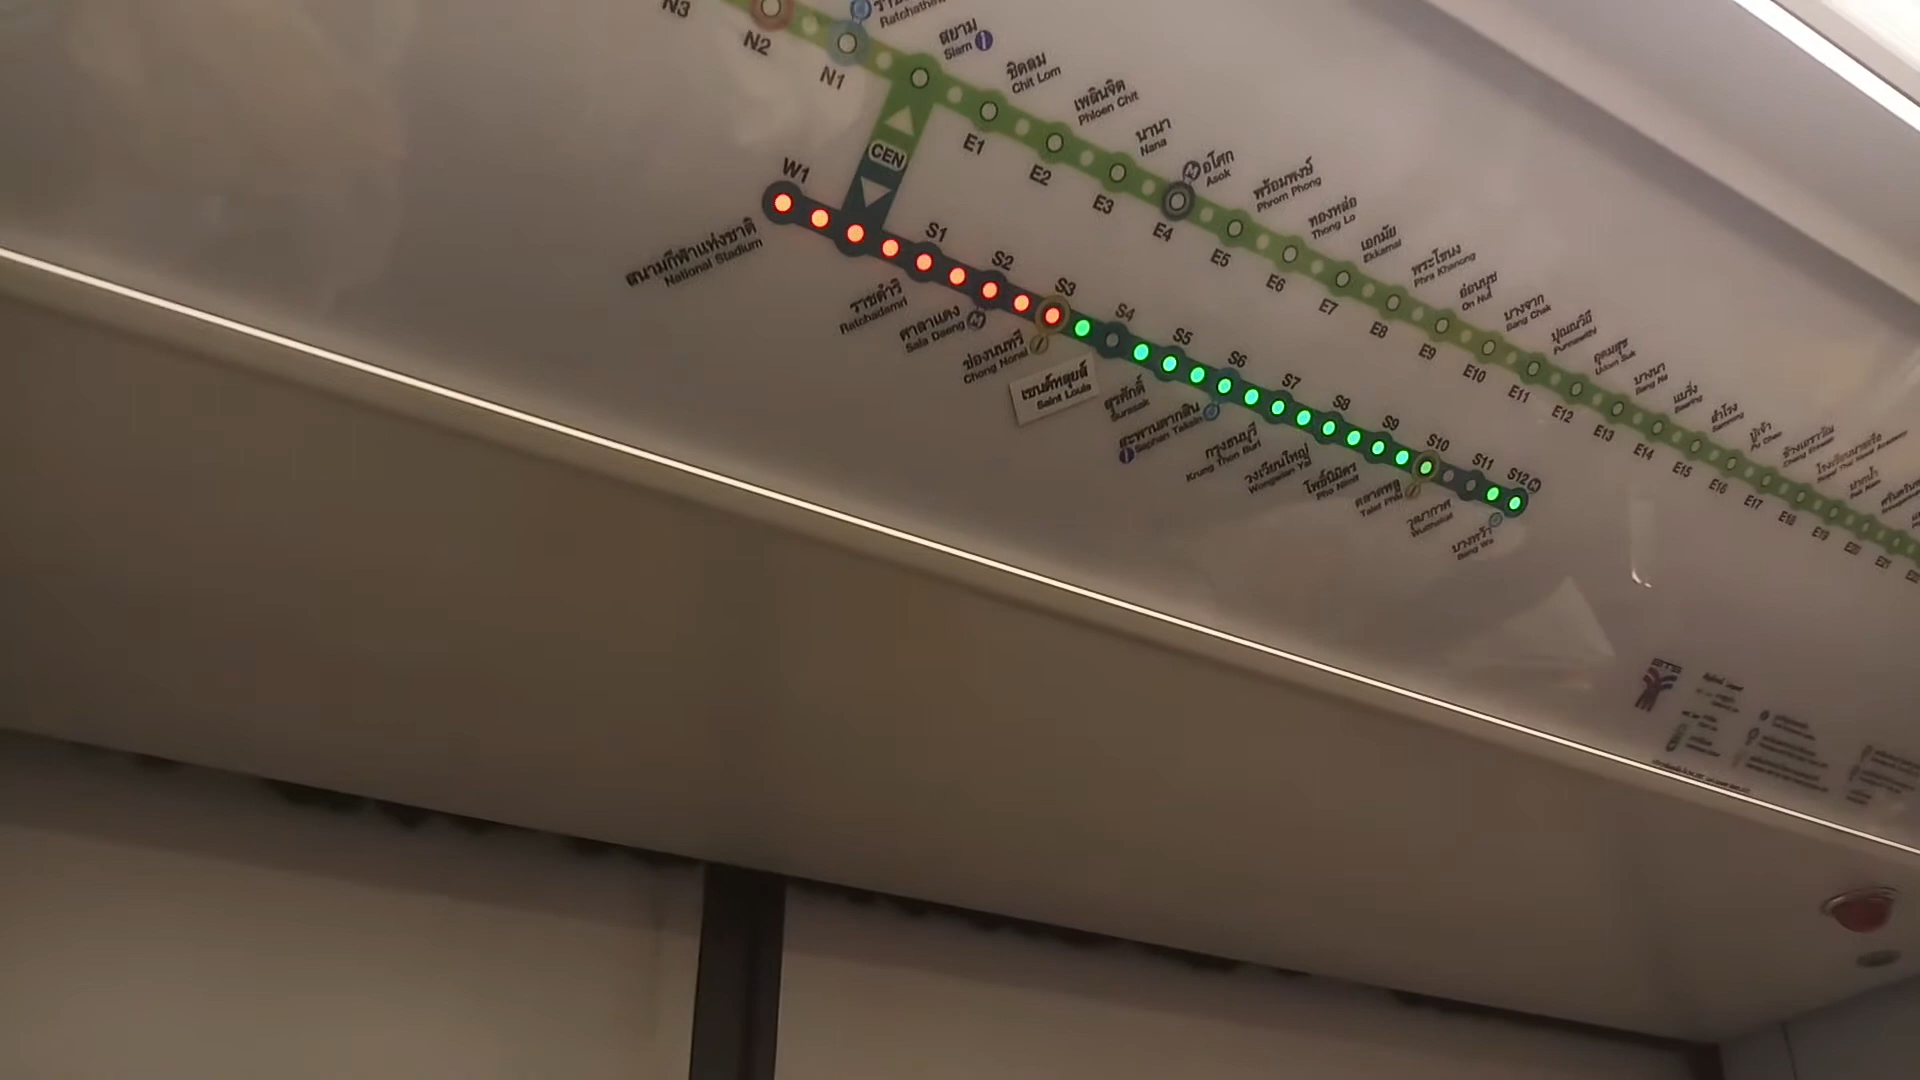 N3
N2
N1
สยาม
Siam
ชิดลม
Chit Lom
เพลินจิต
Phloen Chit
นานา
Nana
อโศก
Asok
พร้อมพงษ์
Phrom Phong
ทองหล่อ
Thong Lo
เอกมัย
Ekkamai
พระโขนง
Phra Khanong
อ่อนนุช
On Nut
บางจาก
Bang Chak
ปุณณวิถี
Punnawithi
อุดมสุข
Udom Suk
บางนา
Bang Na
แบริ่ง
Bearing
สำโรง
Samrong
ปู่เจ้า
Pu Chao
ช้างเอราวัณ
Chang Erawan
ปากน้ำ
Pak Nam
E1
E2
E3
E4
E5
E6
E7
E8
E9
E10
E11
E12
E13
E14
E15
E16
E17
E18
E19
E20
E21
CEN
W1
S1
S2
S3
S4
S5
S6
S7
S8
S9
S10
S11
S12
สนามกีฬาแห่งชาติ
National Stadium
ราชดำริ
Ratchadamri
ศาลาแดง
Sala Daeng
ช่องนนทรี
Chong Nonsi
เซนต์หลุยส์
Saint Louis
สุรศักดิ์
Surasak
สะพานตากสิน
Saphan Taksin
กรุงธนบุรี
Krung Thon Buri
วงเวียนใหญ่
Wongwian Yai
โพธิ์นิมิตร
Pho Nimit
ตลาดพลู
Talat Phlu
วุฒากาศ
Wutthakat
บางหว้า
Bang Wa
BTS